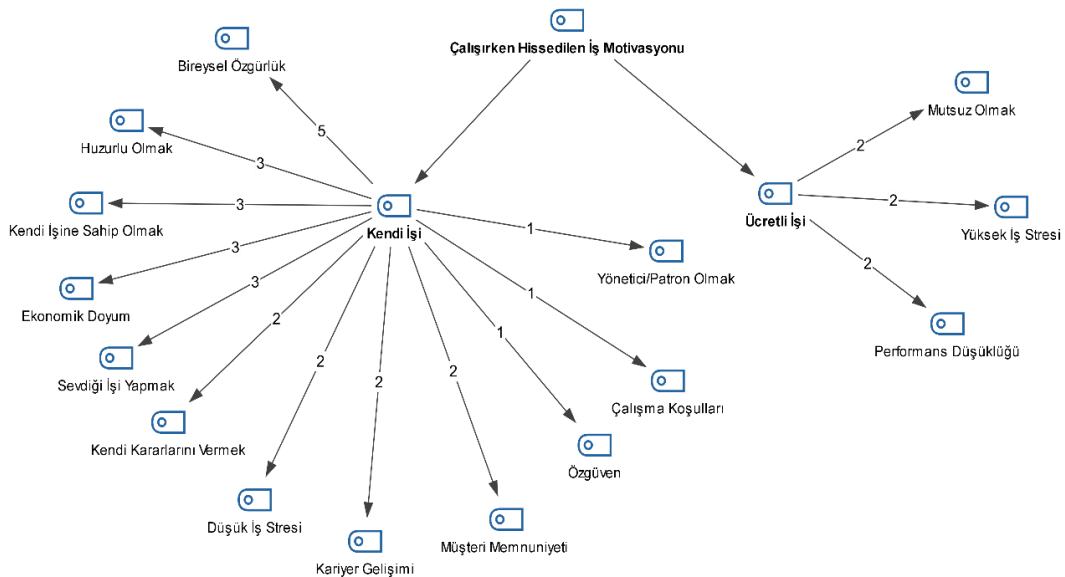 Çalışırken Hissedilen İş Motivasyonu
Bireysel Özgürlük
Mutsuz Olmak
5
2
Huzurlu Olmak
3
Kendi İşine Sahip Olmak
3
Kendi İşi
1
Yönetici/Patron Olmak
Ücretli İşi
2
Yüksek İş Stresi
3
Ekonomik Doyum
3
2
1
2
Performans Düşüklüğü
Sevdiği İşi Yapmak
2
2
2
1
Çalışma Koşulları
Kendi Kararlarını Vermek
Özgüven
Düşük İş Stresi
Müşteri Memnuniyeti
Kariyer Gelişimi